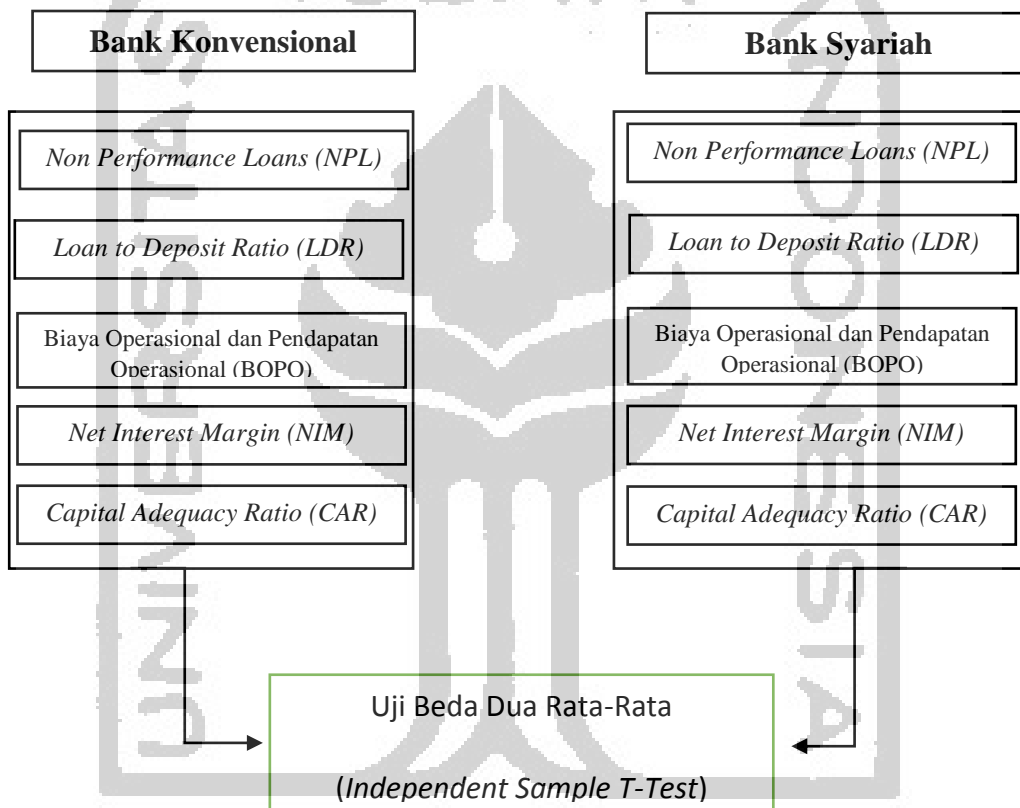 Bank Konvensional
Non Performance Loans (NPL)
Loan to Deposit Ratio (LDR)
Biaya Operasional dan Pendapatan
Operasional (BOPO)
Net Interest Margin (NIM)
Capital Adequacy Ratio (CAR)
Bank Syariah
Non Performance Loans (NPL)
Loan to Deposit Ratio (LDR)
Biaya Operasional dan Pendapatan
Operasional (BOPO)
Net Interest Margin (NIM)
Capital Adequacy Ratio (CAR)
Uji Beda Dua Rata-Rata
(Independent Sample T-Test)
UNIVERSITAS
INDONESIA